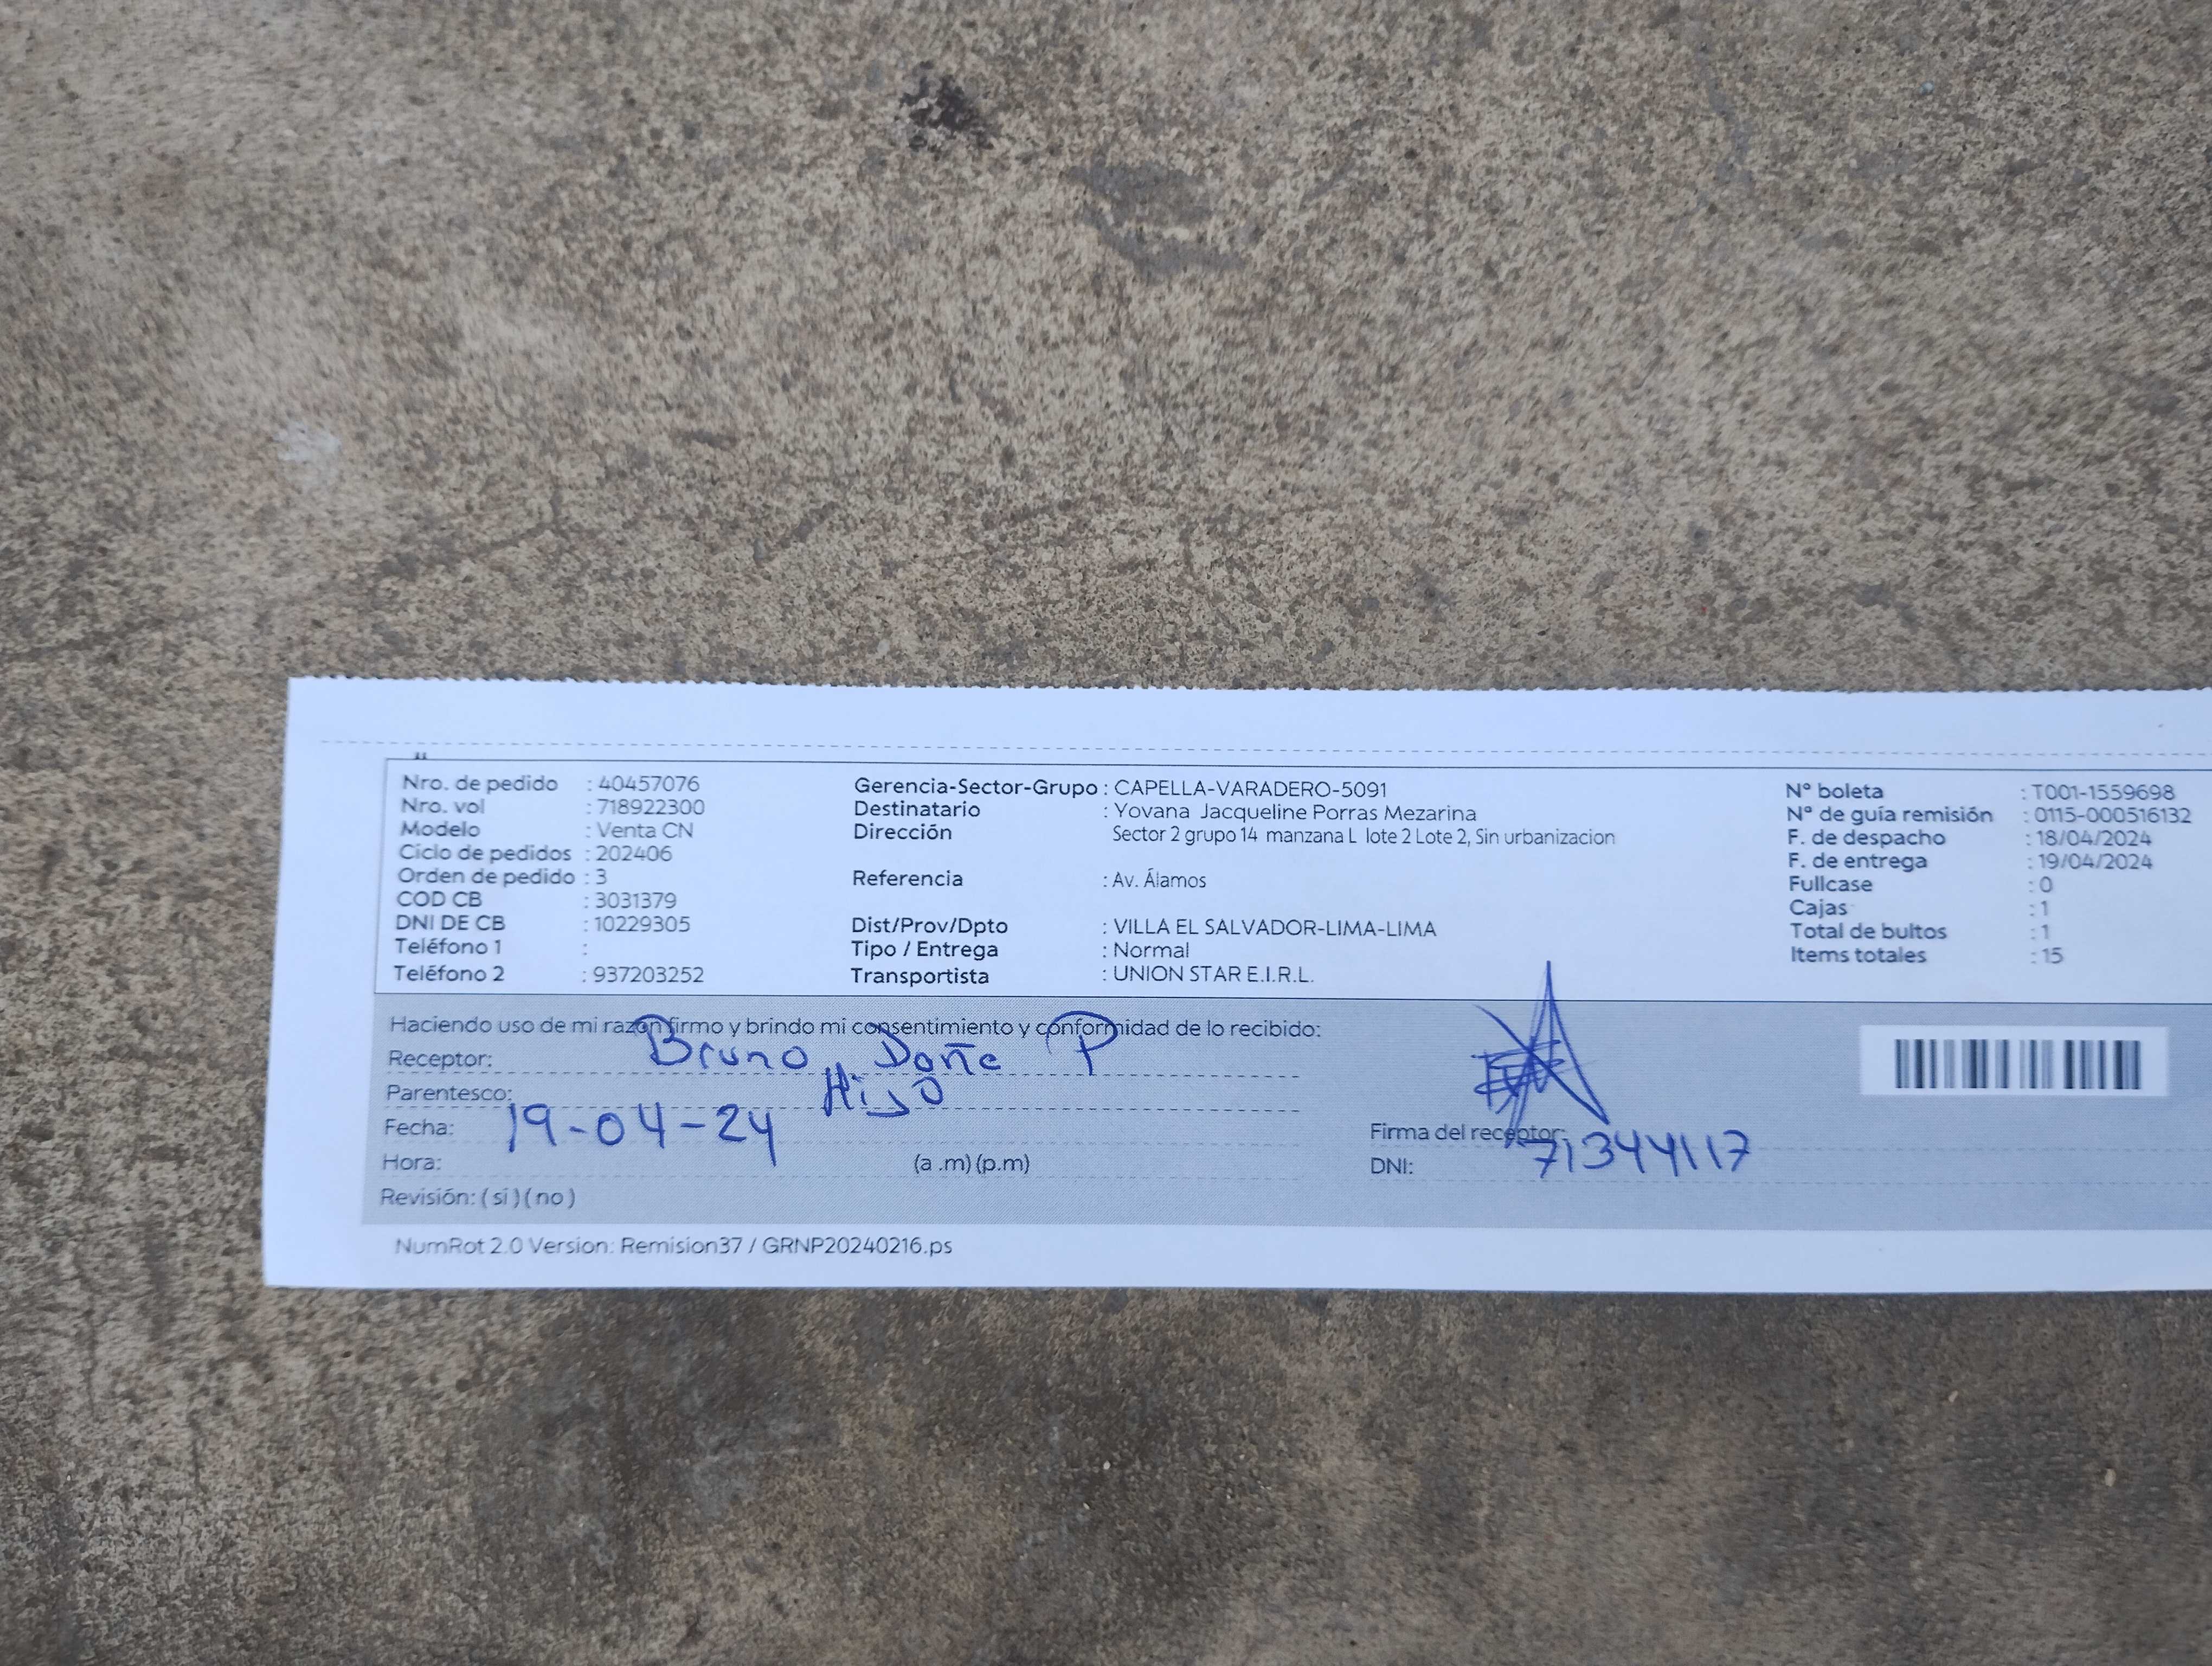 Nro. de pedido : 40457076
Nro. vol : 718922300
Modelo : Venta CN
Ciclo de pedidos : 202406
Orden de pedido : 3
COD CB : 3031379
DNI DE CB : 10229305
Teléfono 1 :
Teléfono 2 : 937203252
Gerencia-Sector-Grupo : CAPELLA-VARADERO-5091
Destinatario : Yovana Jacqueline Porras Mezarina
Dirección Sector 2 grupo 14 manzana L lote 2 Lote 2, Sin urbanizacion
Referencia : Av. Álamos
Dist/Prov/Dpto : VILLA EL SALVADOR-LIMA-LIMA
Tipo / Entrega : Normal
Transportista : UNION STAR E.I.R.L.
Nº boleta : T001-1559698
Nº de guía remisión : 0115-000516132
F. de despacho : 18/04/2024
F. de entrega : 19/04/2024
Fullcase : 0
Cajas : 1
Total de bultos : 1
Items totales : 15
Haciendo uso de mi razón firmo y brindo mi consentimiento y conformidad de lo recibido:
Receptor: Bruno Doñe P
Parentesco: Hijo
Fecha: 19-04-24
Hora: (a .m) (p.m)
Revisión: ( si ) ( no )
Firma del receptor:
DNI: 71344117
NumRot 2.0 Version: Remision37 / GRNP20240216.ps